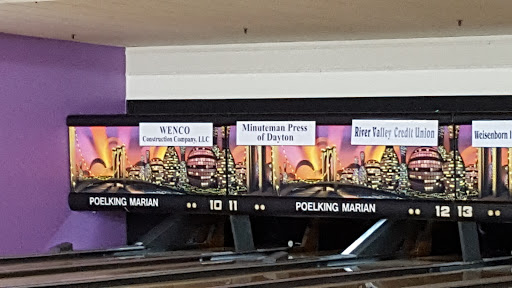 WENCO
Construction Company, LLC
Minuteman Press
of Dayton
River Valley Credit Union
Weisenborn
POELKING MARIAN
10 11
POELKING MARIAN
12 13